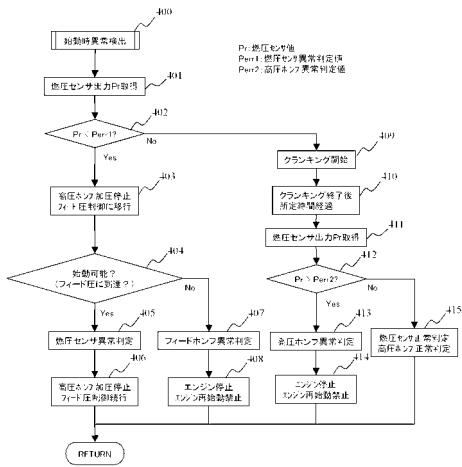 400
始動時異常検出
Pr：燃圧センサ値
Perr1：燃圧センサ異常判定値
Perr2：高圧ポンプ異常判定値
401
燃圧センサ出力Pr取得
402
Pr < Perr1?
No
Yes
409
クランキング開始
403
高圧ポンプ加圧停止
フィード圧制御に移行
410
クランキング終了後
所定時間経過
411
燃圧センサ出力Pr取得
404
始動可能？
（フィード圧に到達？）
No
Yes
412
Pr > Perr2?
No
Yes
405
燃圧センサ異常判定
407
フィードポンプ異常判定
413
高圧ポンプ異常判定
415
燃圧センサ正常判定
高圧ポンプ正常判定
406
高圧ポンプ加圧停止
フィード圧制御続行
408
エンジン停止
エンジン再始動禁止
414
エンジン停止
エンジン再始動禁止
RETURN